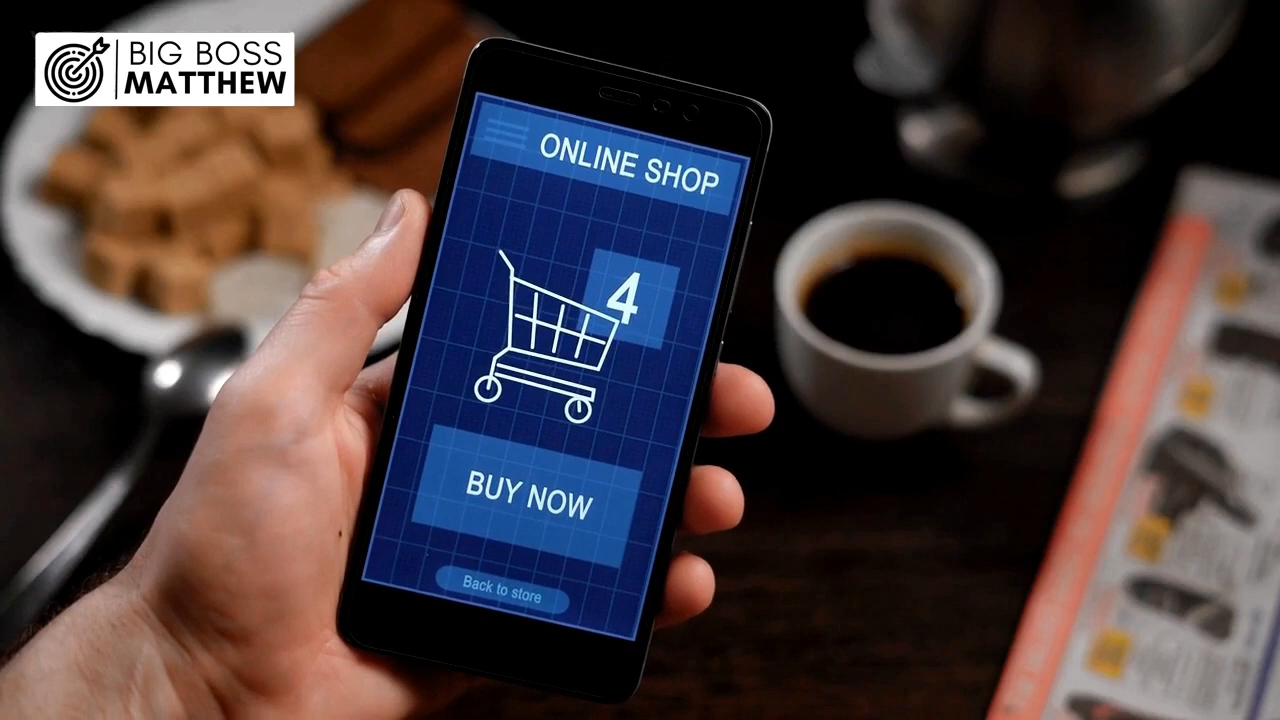 BIG BOSS
MATTHEW
ONLINE SHOP
4
BUY NOW
Back to store